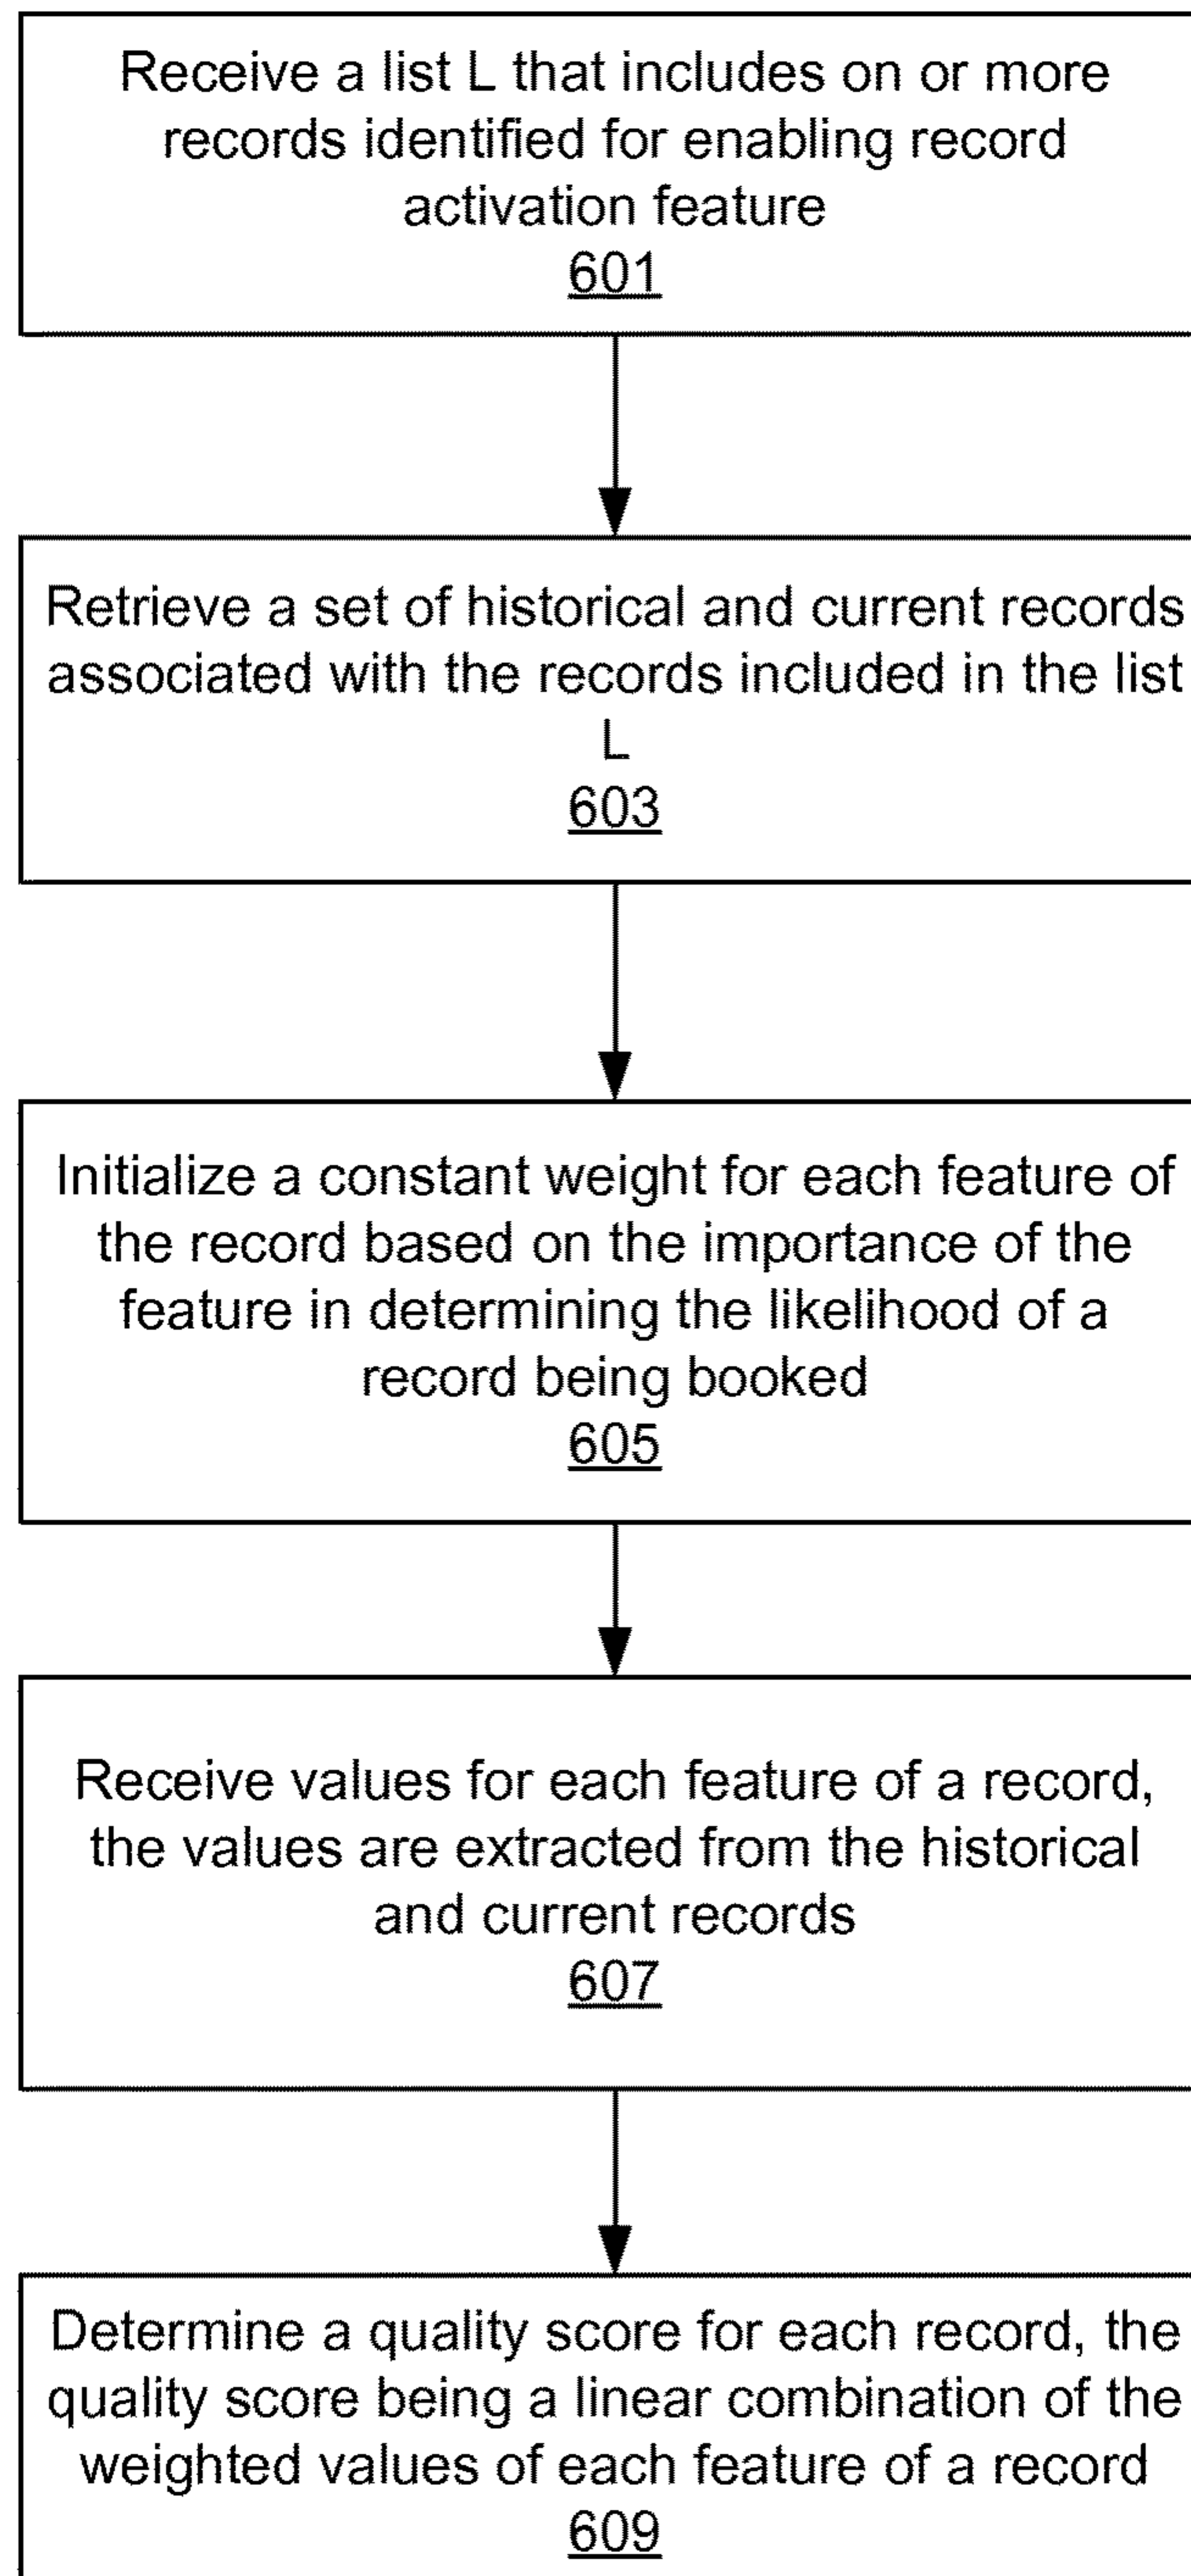 Receive a list L that includes on or more
records identified for enabling record
activation feature
601
Retrieve a set of historical and current records
associated with the records included in the list
L
603
Initialize a constant weight for each feature of
the record based on the importance of the
feature in determining the likelihood of a
record being booked
605
Receive values for each feature of a record,
the values are extracted from the historical
and current records
607
Determine a quality score for each record, the
quality score being a linear combination of the
weighted values of each feature of a record
609